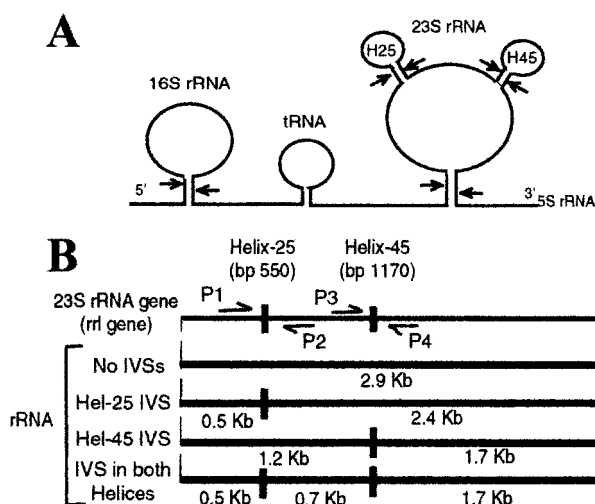 A
23S rRNA
H25
H45
16S rRNA
tRNA
5'
3'
5S rRNA
B
Helix-25
(bp 550)
Helix-45
(bp 1170)
23S rRNA gene
(rrl gene)
P1
P3
P2
P4
rRNA
No IVSs
2.9 Kb
Hel-25 IVS
0.5 Kb
2.4 Kb
Hel-45 IVS
1.2 Kb
1.7 Kb
IVS in both
Helices
0.5 Kb
0.7 Kb
1.7 Kb